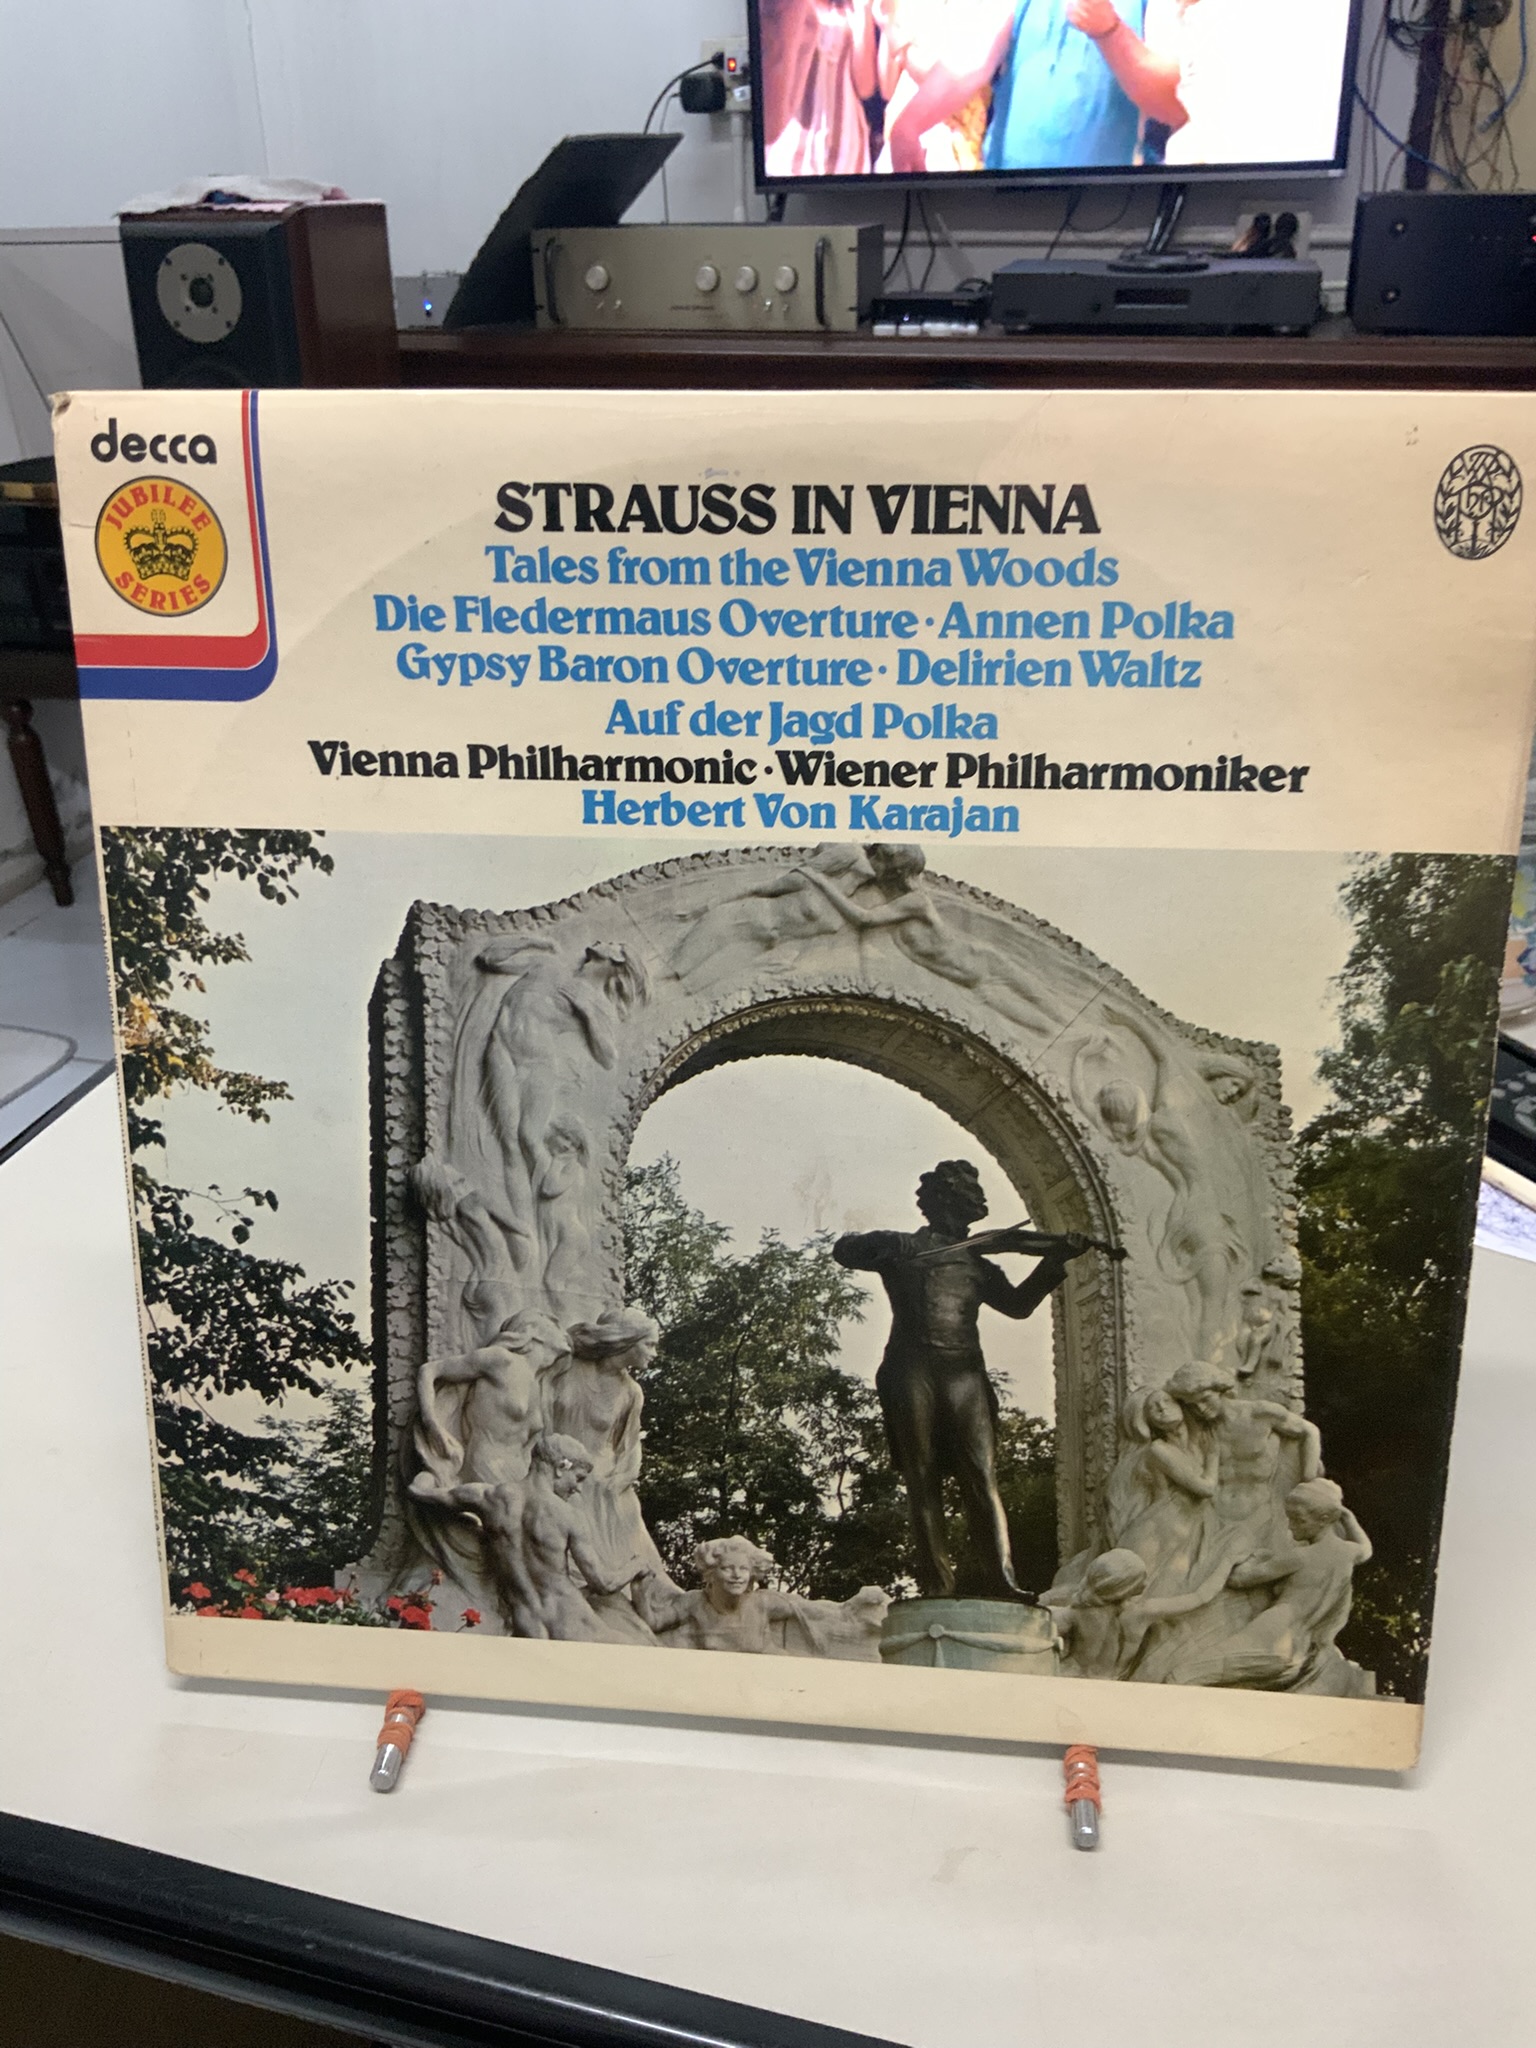 decca
JUBILEE
SERIES
STRAUSS IN VIENNA
Tales from the Vienna Woods
Die Fledermaus Overture · Annen Polka
Gypsy Baron Overture · Delirien Waltz
Auf der Jagd Polka
Vienna Philharmonic · Wiener Philharmoniker
Herbert Von Karajan